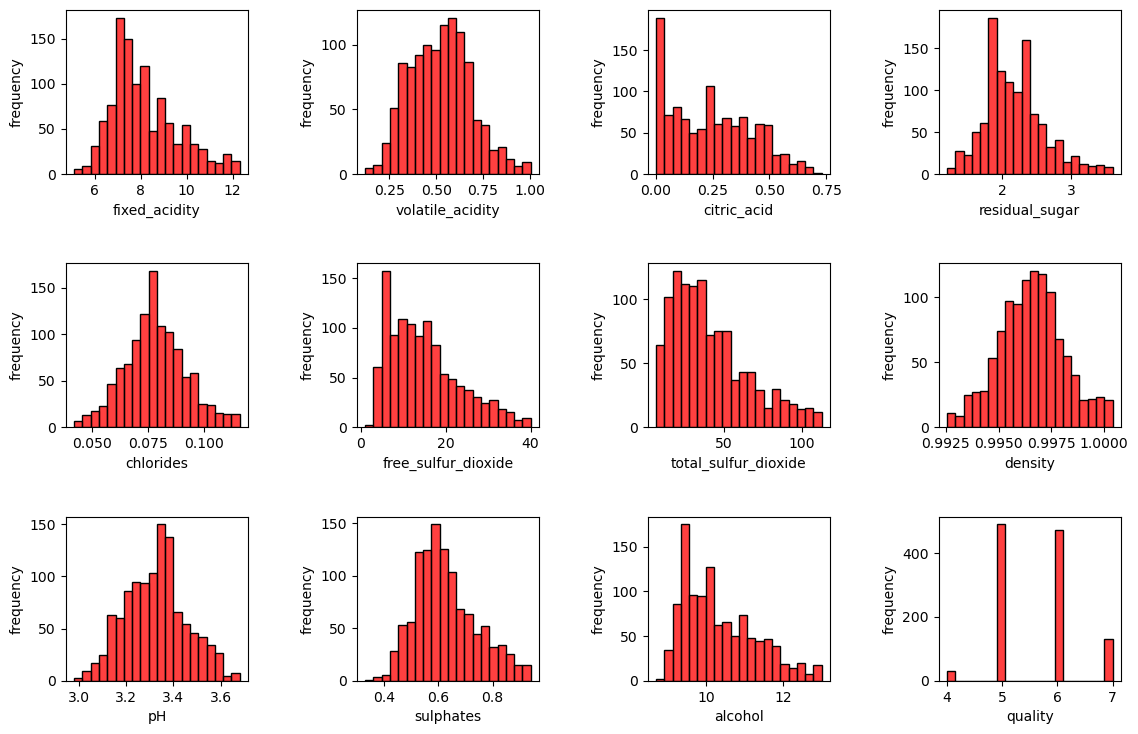 frequency
150
100
50
0
6 8 10 12
fixed_acidity
frequency
100
50
0
0.25 0.50 0.75 1.00
volatile_acidity
frequency
150
100
50
0
0.00 0.25 0.50 0.73
citric_acid
frequency
150
100
50
0
2 3
residual_sugar
frequency
150
100
50
0
0.050 0.075 0.100
chlorides
frequency
150
100
50
0
0 20 40
free_sulfur_dioxide
frequency
100
50
0
50 100
total_sulfur_dioxide
frequency
100
50
0
0.9925 0.9950 0.9975 1.0000
density
frequency
150
100
50
0
3.0 3.2 3.4 3.6
pH
frequency
150
100
50
0
0.4 0.6 0.8
sulphates
frequency
150
100
50
0
10 12
alcohol
frequency
400
200
0
4 5 6 7
quality